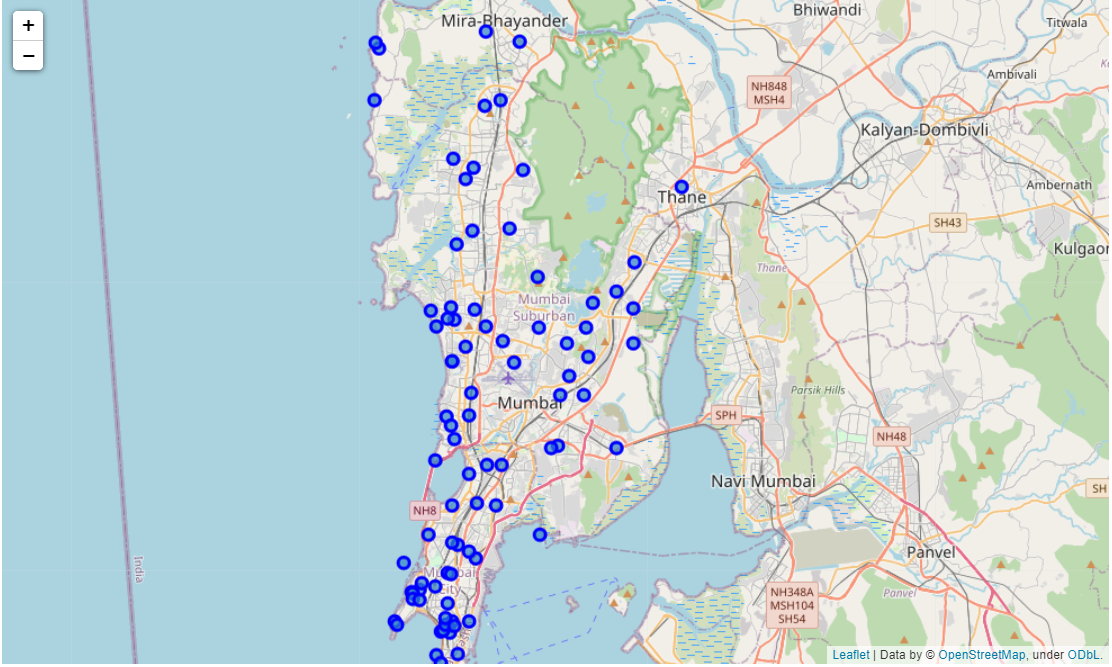 +
−
Mira-Bhayander
Bhiwandi
Titwala
Ambivali
NH848
MSH4
Kalyan-Dombivli
Ambernath
Thane
SH43
Kulgaon
Thane
Mumbai
Suburban
Parsik Hills
Mumbai
SPH
NH48
Navi Mumbai
SH
NH8
Panvel
India
Mumbai
City
NH348A
MSH104
SH54
Panvel
Leaflet | Data by © OpenStreetMap, under ODbL.